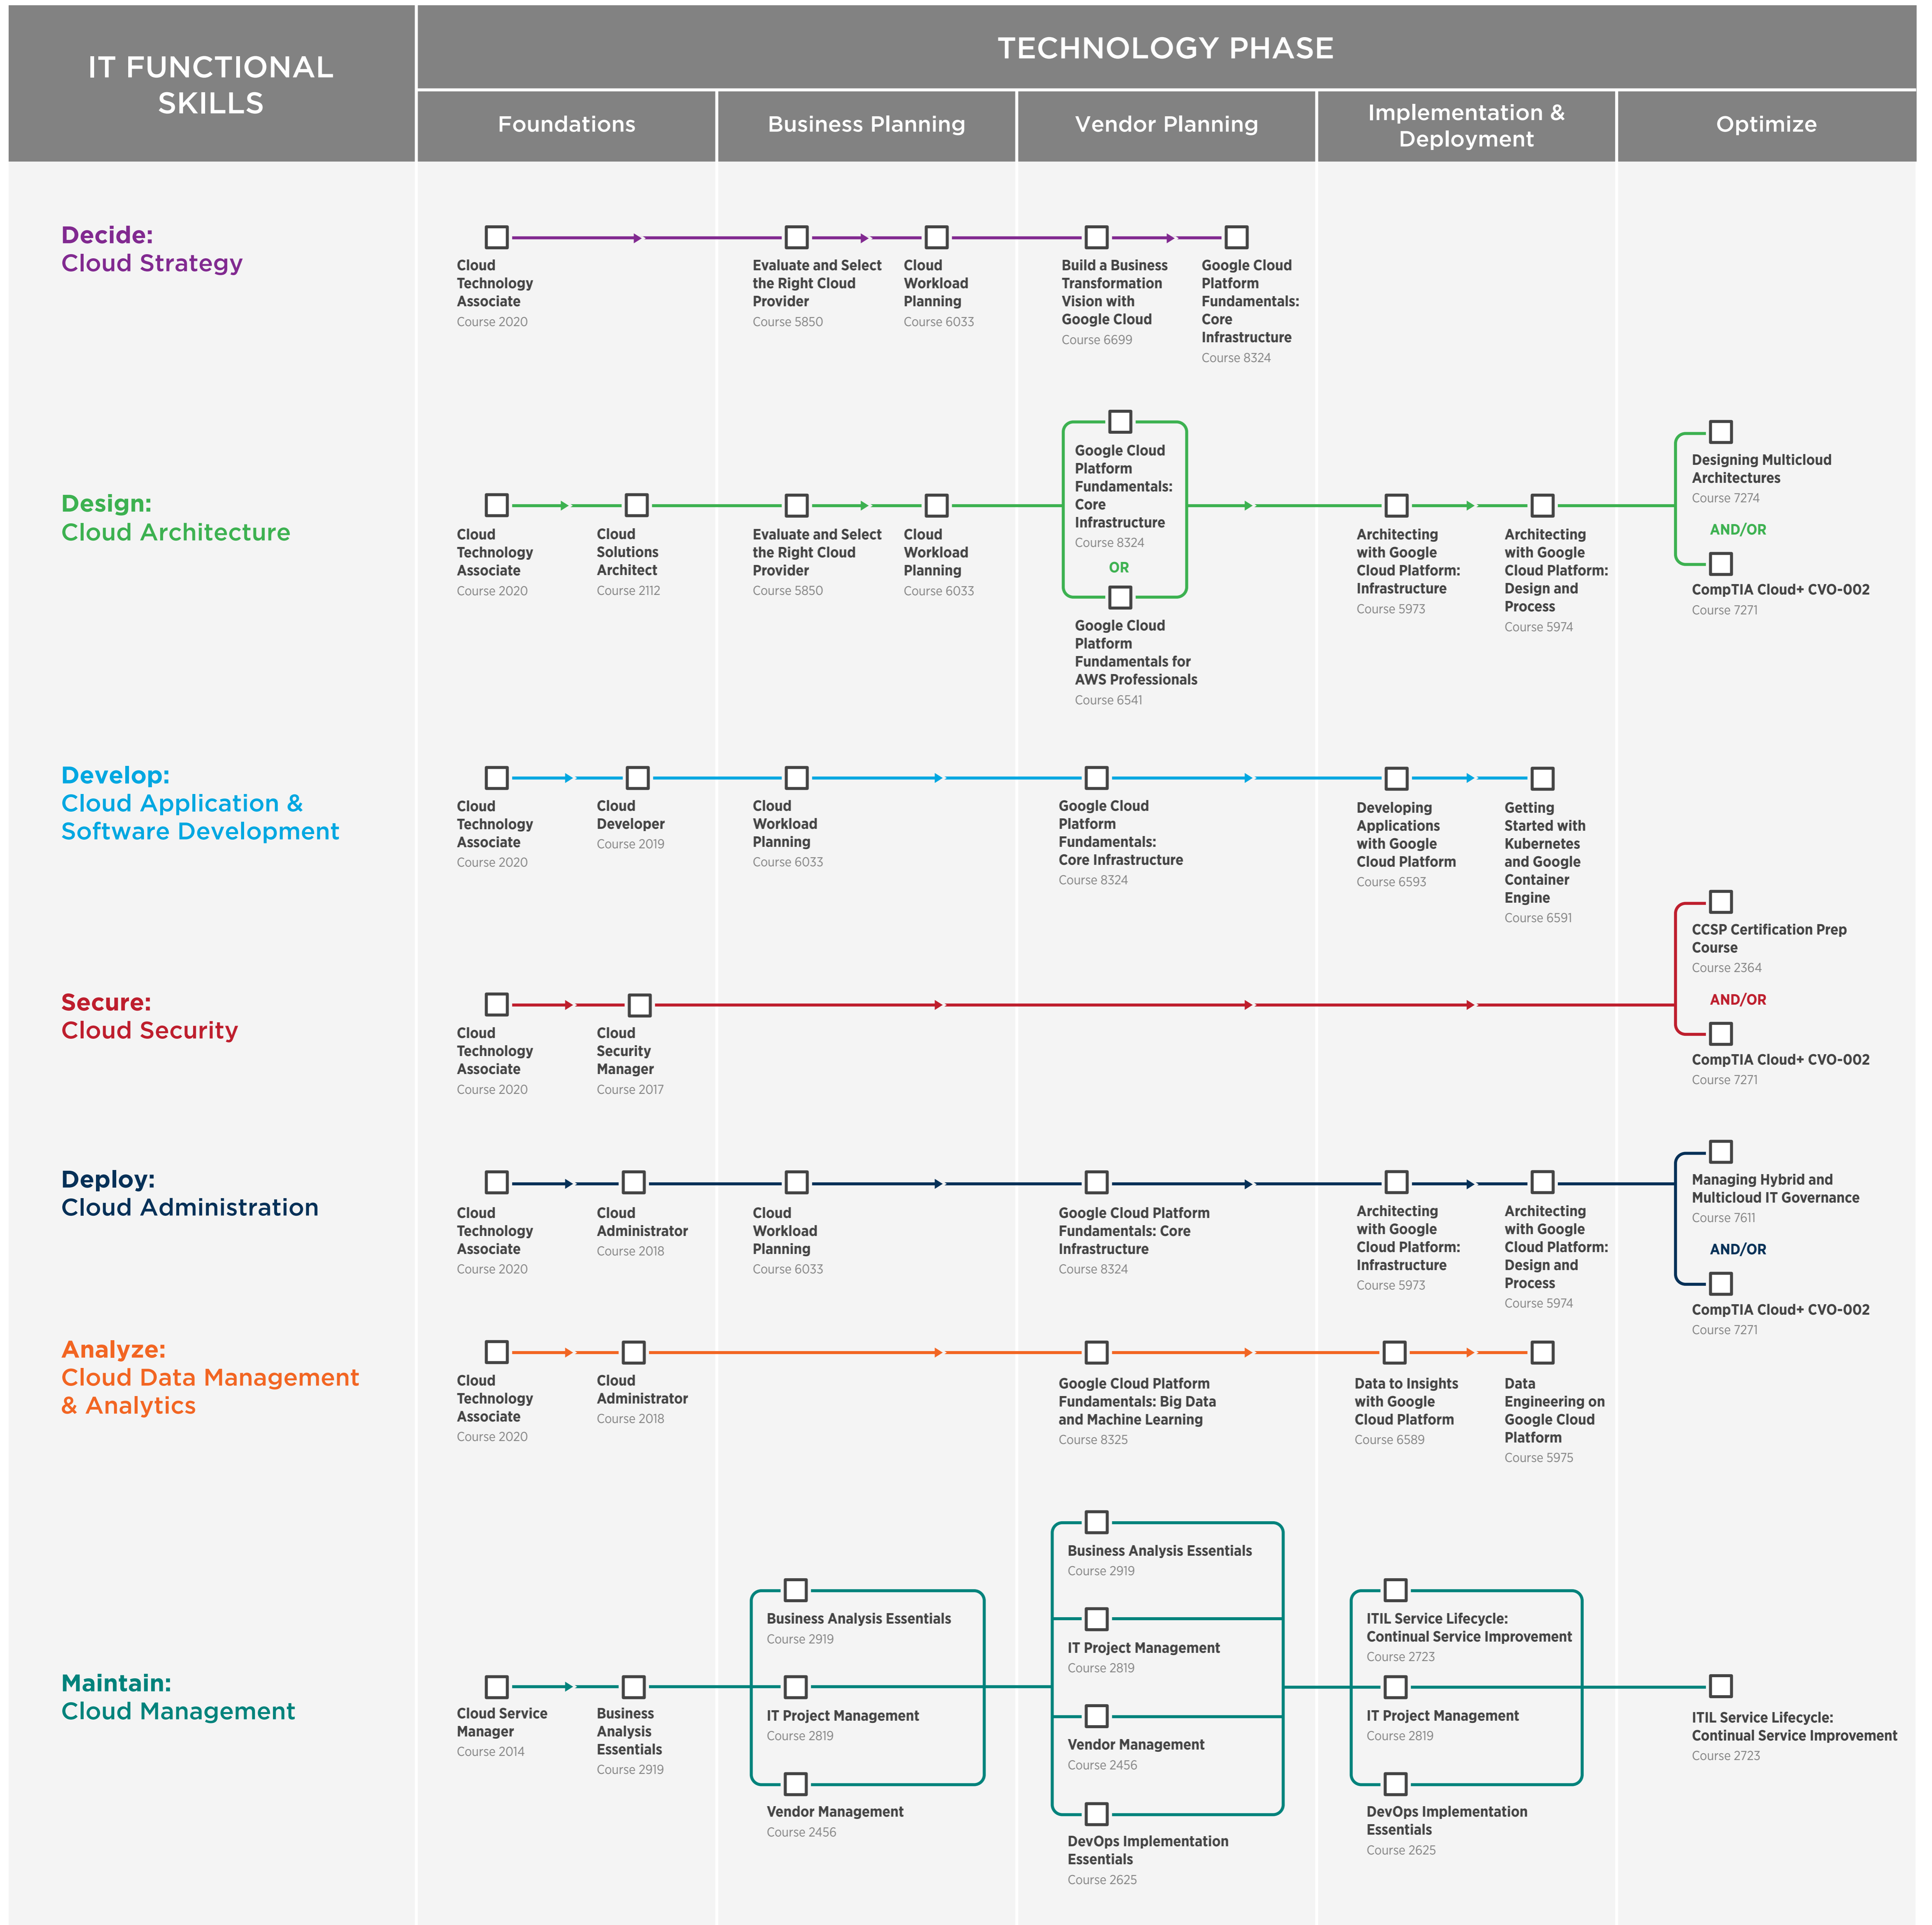 IT FUNCTIONAL
SKILLS
TECHNOLOGY PHASE
Foundations
Business Planning
Vendor Planning
Implementation &
Deployment
Optimize
Decide:
Cloud Strategy
Cloud
Technology
Associate
Course 2020
Evaluate and Select
the Right Cloud
Provider
Course 5850
Cloud
Workload
Planning
Course 6033
Build a Business
Transformation
Vision with
Google Cloud
Course 6699
Google Cloud
Platform
Fundamentals:
Core
Infrastructure
Course 8324
Design:
Cloud Architecture
Cloud
Technology
Associate
Course 2020
Cloud
Solutions
Architect
Course 2112
Evaluate and Select
the Right Cloud
Provider
Course 5850
Cloud
Workload
Planning
Course 6033
Google Cloud
Platform
Fundamentals:
Core
Infrastructure
Course 8324
OR
Google Cloud
Platform
Fundamentals for
AWS Professionals
Course 6541
Architecting
with Google
Cloud Platform:
Infrastructure
Course 5973
Architecting
with Google
Cloud Platform:
Design and
Process
Course 5974
Designing Multicloud
Architectures
Course 7274
AND/OR
CompTIA Cloud+ CVO-002
Course 7271
Develop:
Cloud Application &
Software Development
Cloud
Technology
Associate
Course 2020
Cloud
Developer
Course 2019
Cloud
Workload
Planning
Course 6033
Google Cloud
Platform
Fundamentals:
Core Infrastructure
Course 8324
Developing
Applications
with Google
Cloud Platform
Course 6593
Getting
Started with
Kubernetes
and Google
Container
Engine
Course 6591
Secure:
Cloud Security
Cloud
Technology
Associate
Course 2020
Cloud
Security
Manager
Course 2017
CCSP Certification Prep
Course
Course 2364
AND/OR
CompTIA Cloud+ CVO-002
Course 7271
Deploy:
Cloud Administration
Cloud
Technology
Associate
Course 2020
Cloud
Administrator
Course 2018
Cloud
Workload
Planning
Course 6033
Google Cloud Platform
Fundamentals: Core
Infrastructure
Course 8324
Architecting
with Google
Cloud Platform:
Infrastructure
Course 5973
Architecting
with Google
Cloud Platform:
Design and
Process
Course 5974
Managing Hybrid and
Multicloud IT Governance
Course 7611
AND/OR
CompTIA Cloud+ CVO-002
Course 7271
Analyze:
Cloud Data Management
& Analytics
Cloud
Technology
Associate
Course 2020
Cloud
Administrator
Course 2018
Google Cloud Platform
Fundamentals: Big Data
and Machine Learning
Course 8325
Data to Insights
with Google
Cloud Platform
Course 6589
Data
Engineering on
Google Cloud
Platform
Course 5975
Maintain:
Cloud Management
Cloud Service
Manager
Course 2014
Business
Analysis
Essentials
Course 2919
Business Analysis Essentials
Course 2919
IT Project Management
Course 2819
Vendor Management
Course 2456
Business Analysis Essentials
Course 2919
IT Project Management
Course 2819
Vendor Management
Course 2456
DevOps Implementation
Essentials
Course 2625
ITIL Service Lifecycle:
Continual Service Improvement
Course 2723
IT Project Management
Course 2819
DevOps Implementation
Essentials
Course 2625
ITIL Service Lifecycle:
Continual Service Improvement
Course 2723